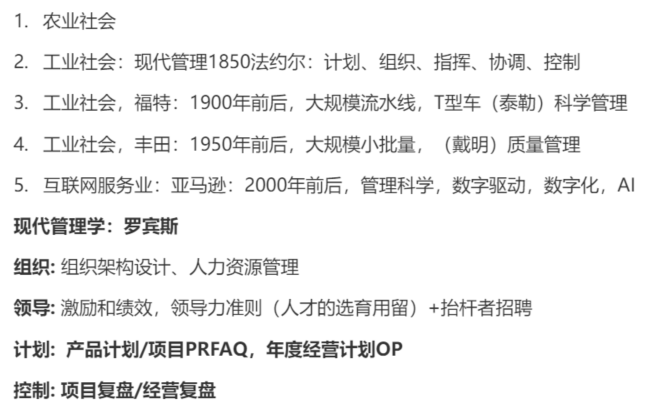 1. 农业社会
2. 工业社会：现代管理1850法约尔：计划、组织、指挥、协调、控制
3. 工业社会，福特：1900年前后，大规模流水线，T型车（泰勒）科学管理
4. 工业社会，丰田：1950年前后，大规模小批量，（戴明）质量管理
5. 互联网服务业：亚马逊：2000年前后，管理科学，数字驱动，数字化，AI
现代管理学：罗宾斯
组织: 组织架构设计、人力资源管理
领导: 激励和绩效，领导力准则（人才的选育用留）+抬杆者招聘
计划: 产品计划/项目PRFAQ，年度经营计划OP
控制: 项目复盘/经营复盘